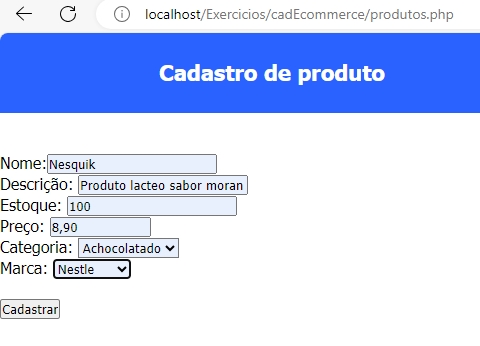 localhost/Exercicios/cadEcommerce/produtos.php
Cadastro de produto
Nome: Nesquik
Descrição: Produto lacteo sabor moran
Estoque: 100
Preço: 8,90
Categoria: Achocolatado
Marca: Nestle
Cadastrar